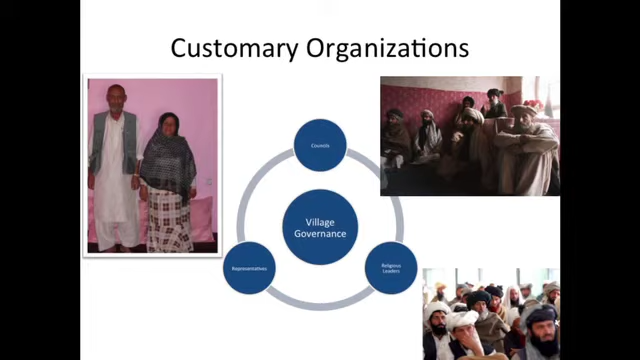 Customary Organizations
Councils
Village
Governance
Representatives
Religious
Leaders